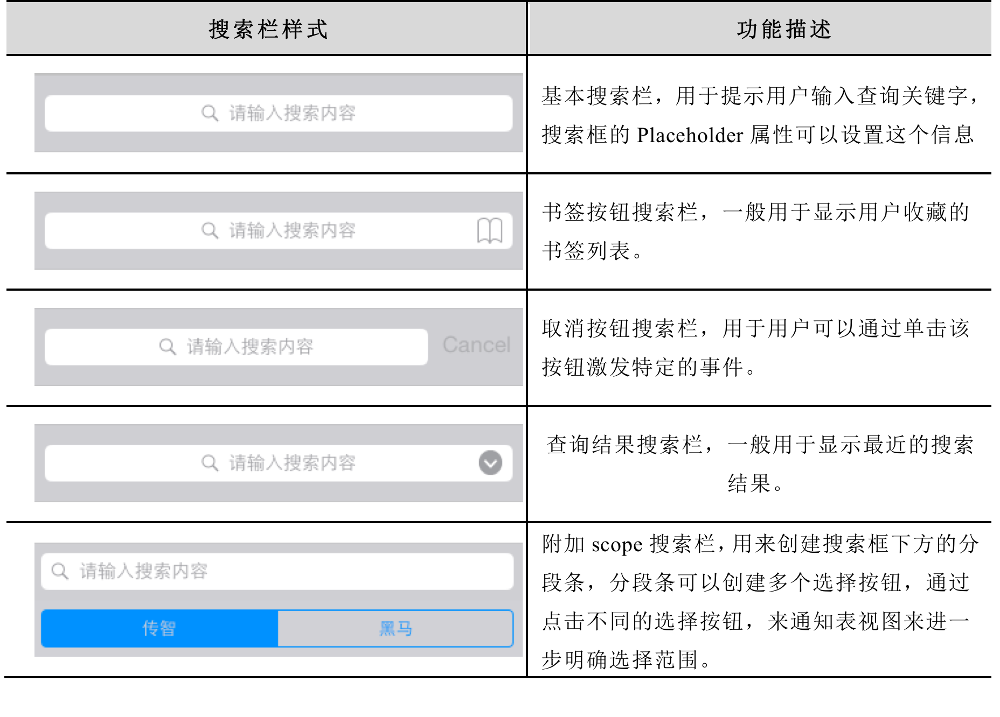 搜索栏样式
功能描述
请输入搜索内容
基本搜索栏，用于提示用户输入查询关键字，
搜索框的 Placeholder 属性可以设置这个信息
请输入搜索内容
书签按钮搜索栏，一般用于显示用户收藏的
书签列表。
请输入搜索内容
Cancel
取消按钮搜索栏，用于用户可以通过单击该
按钮激发特定的事件。
请输入搜索内容
查询结果搜索栏，一般用于显示最近的搜索
结果。
请输入搜索内容
传智
黑马
附加 scope 搜索栏，用来创建搜索框下方的分
段条，分段条可以创建多个选择按钮，通过
点击不同的选择按钮，来通知表视图来进一
步明确选择范围。